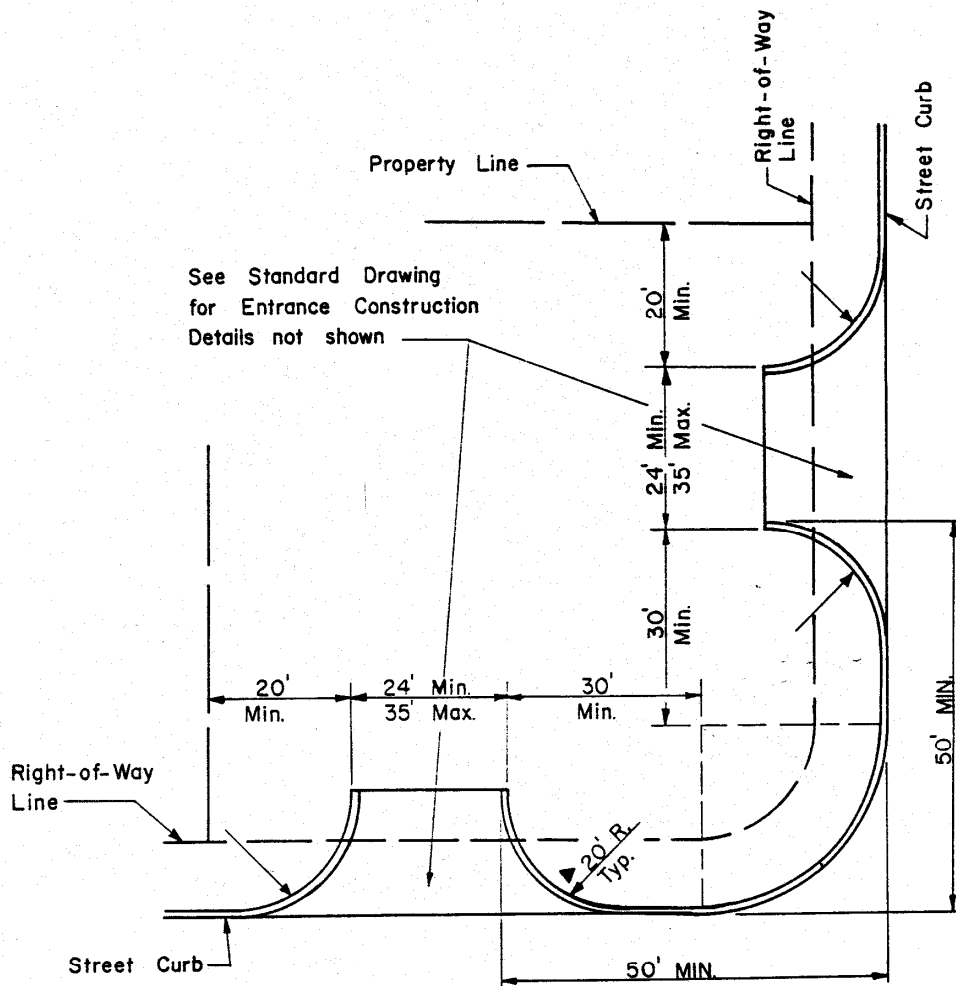 Right-of-Way
Line
Street Curb
Property Line
See Standard Drawing
for Entrance Construction
Details not shown
20'
Min.
24' Min.
35' Max.
30'
Min.
20'
Min.
24' Min.
35' Max.
30'
Min.
50' MIN.
Right-of-Way
Line
20' R.
Typ.
Street Curb
50' MIN.